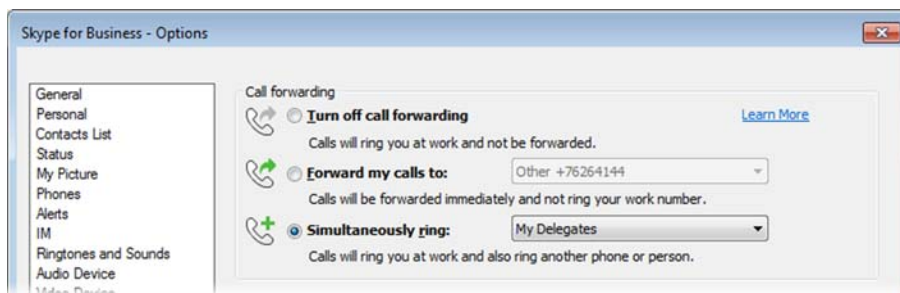 Skype for Business - Options
General
Personal
Contacts List
Status
My Picture
Phones
Alerts
IM
Ringtones and Sounds
Audio Device
Video Device
Call forwarding
Turn off call forwarding
Learn More
Calls will ring you at work and not be forwarded.
Forward my calls to:
Other +76264144
Calls will be forwarded immediately and not ring your work number.
Simultaneously ring:
My Delegates
Calls will ring you at work and also ring another phone or person.